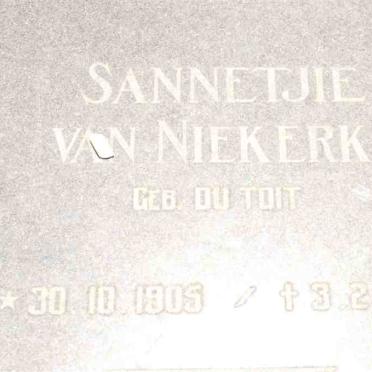 SANNETJIE
VAN NIEKERK
GEB. DU TOIT
★ 30.10.1905 † 3.2